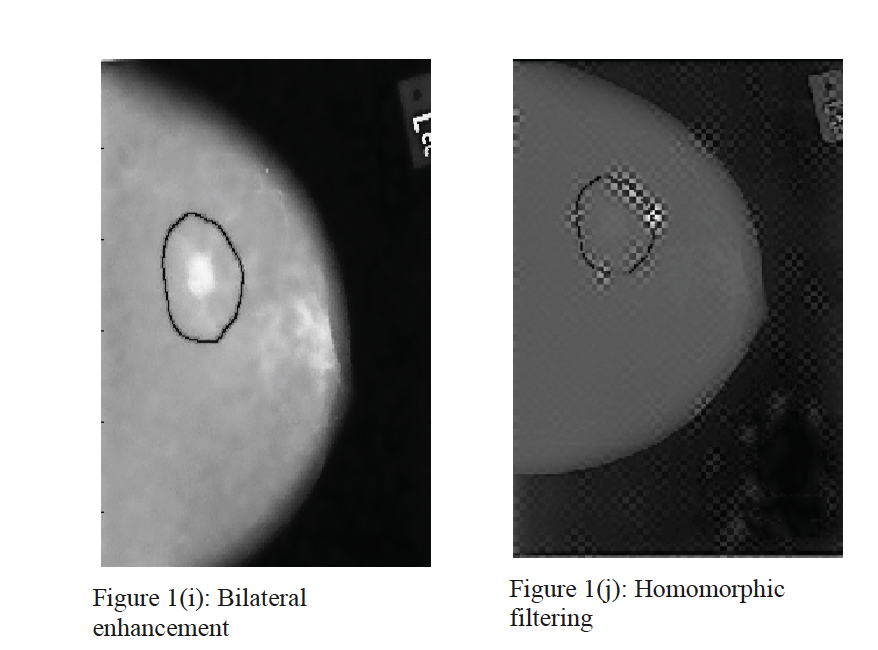 Figure 1(i): Bilateral
enhancement
Figure 1(j): Homomorphic
filtering